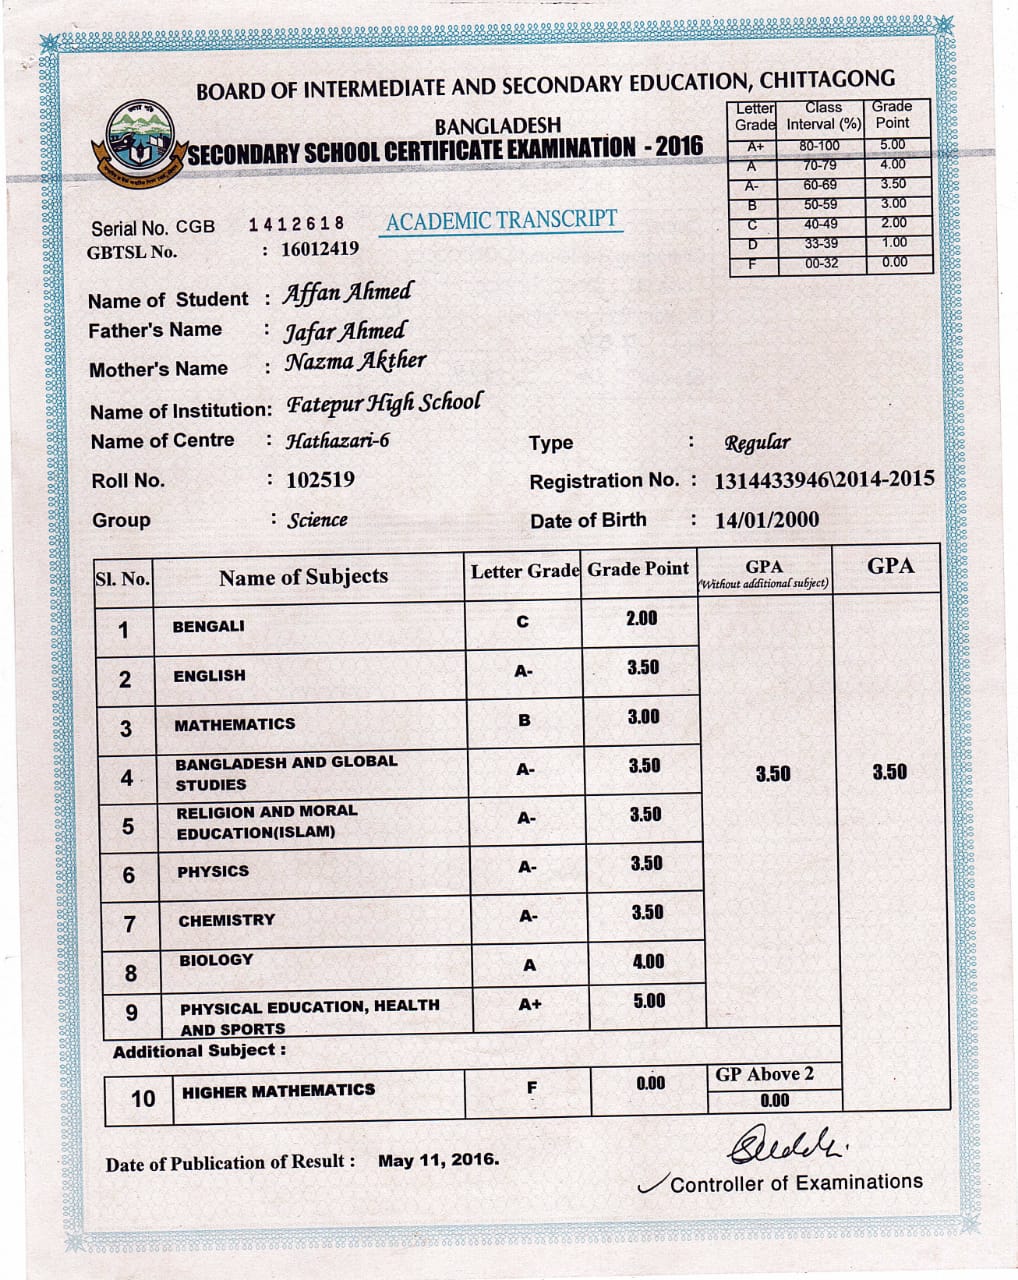 BOARD OF INTERMEDIATE AND SECONDARY EDUCATION, CHITTAGONG
BANGLADESH
SECONDARY SCHOOL CERTIFICATE EXAMINATION - 2016
Letter Grade Class Interval (%) Grade Point
A+ 80-100 5.00
A 70-79 4.00
A- 60-69 3.50
B 50-59 3.00
C 40-49 2.00
D 33-39 1.00
F 00-32 0.00
Serial No. CGB 1412618 ACADEMIC TRANSCRIPT
GBTSL No. : 16012419
Name of Student : Affan Ahmed
Father's Name : Jafar Ahmed
Mother's Name : Nazma Akther
Name of Institution: Fatepur High School
Name of Centre : Hathazari-6 Type : Regular
Roll No. : 102519 Registration No. : 1314433946\2014-2015
Group : Science Date of Birth : 14/01/2000
Sl. No. Name of Subjects Letter Grade Grade Point GPA (Without additional subject) GPA
1 BENGALI C 2.00
2 ENGLISH A- 3.50
3 MATHEMATICS B 3.00
4 BANGLADESH AND GLOBAL STUDIES A- 3.50 3.50 3.50
5 RELIGION AND MORAL EDUCATION(ISLAM) A- 3.50
6 PHYSICS A- 3.50
7 CHEMISTRY A- 3.50
8 BIOLOGY A 4.00
9 PHYSICAL EDUCATION, HEALTH AND SPORTS A+ 5.00
Additional Subject :
10 HIGHER MATHEMATICS F 0.00 GP Above 2
0.00
Date of Publication of Result : May 11, 2016.
Controller of Examinations